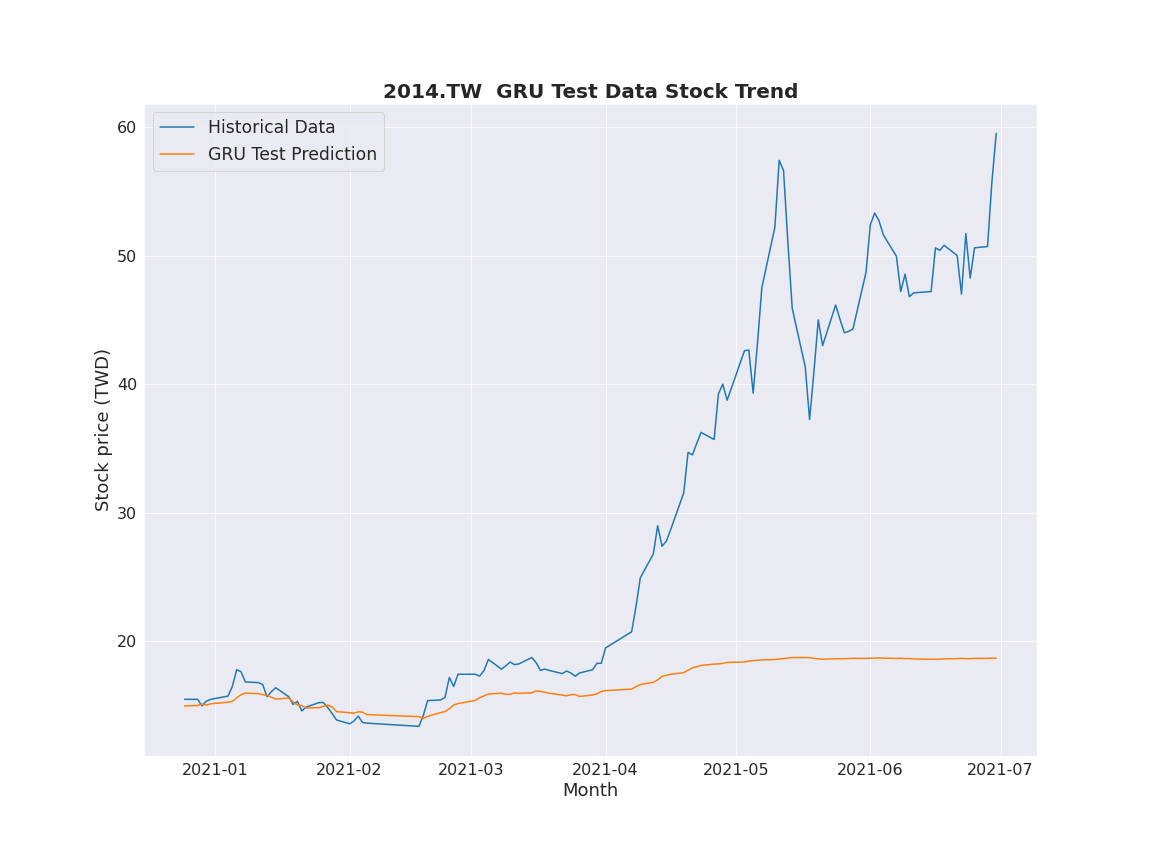 2014.TW  GRU Test Data Stock Trend
Historical Data
GRU Test Prediction
60
50
40
30
20
Stock price (TWD)
2021-01 2021-02 2021-03 2021-04 2021-05 2021-06 2021-07
Month